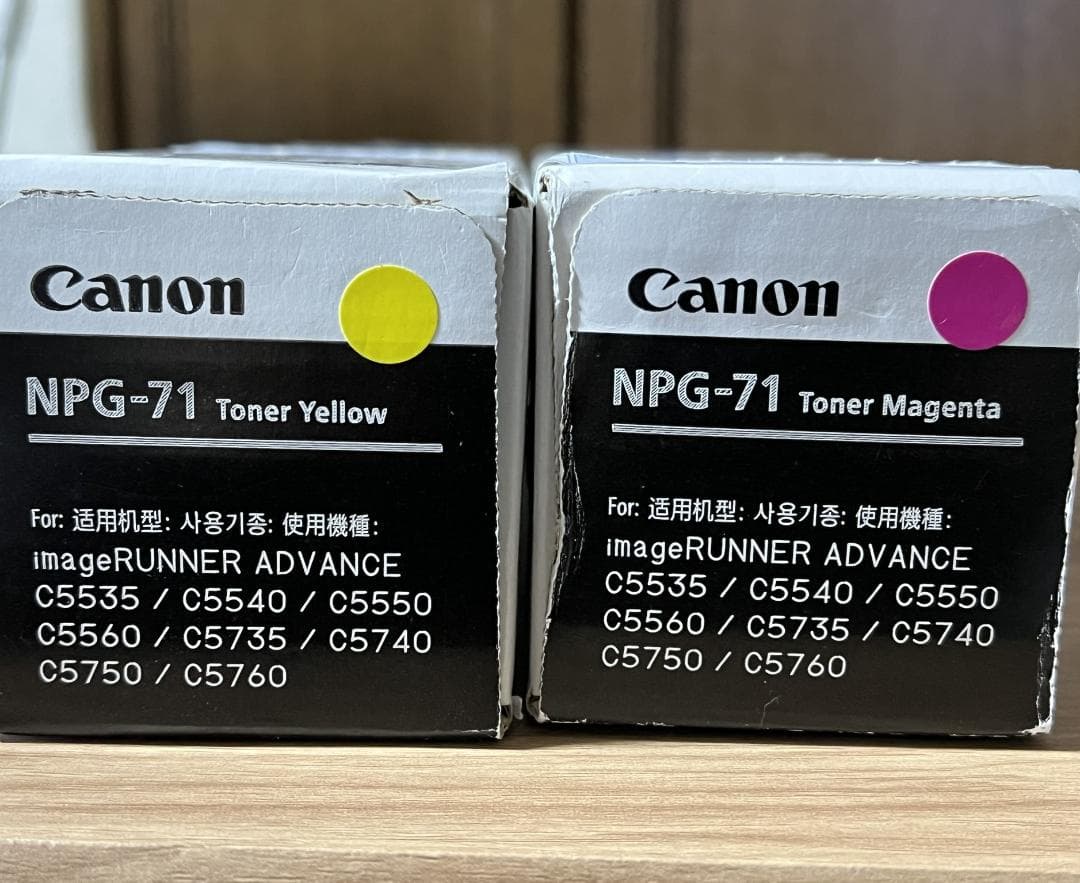 Canon
NPG-71 Toner Yellow
For: 适用机型: 사용기종: 使用機種:
imageRUNNER ADVANCE
C5535 / C5540 / C5550
C5560 / C5735 / C5740
C5750 / C5760
Canon
NPG-71 Toner Magenta
For: 适用机型: 사용기종: 使用機種:
imageRUNNER ADVANCE
C5535 / C5540 / C5550
C5560 / C5735 / C5740
C5750 / C5760